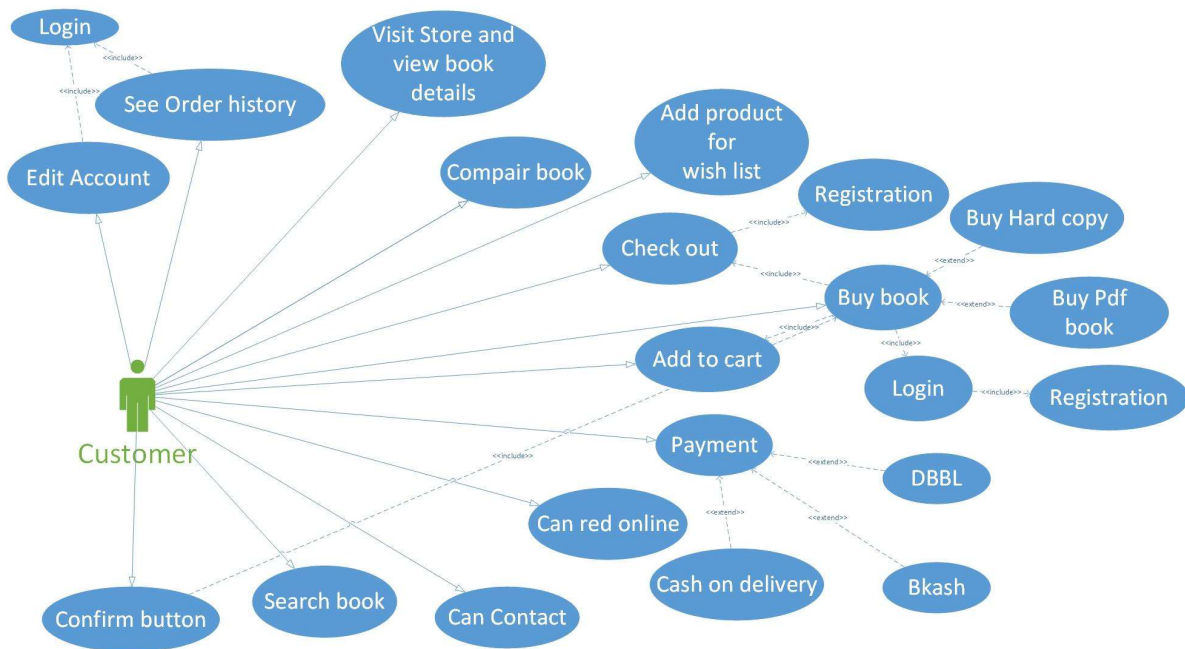 Login
<<include>>
<<include>>
See Order history
Edit Account
Visit Store and
view book
details
Compair book
Add product
for
wish list
Registration
<<include>>
Check out
<<include>>
Buy Hard copy
<<extend>>
Buy book
<<extend>>
Buy Pdf
book
<<include>>
Add to cart
<<include>>
Login
<<include>>
Registration
Customer
Payment
<<include>>
<<extend>>
DBBL
<<extend>>
<<extend>>
Can red online
Cash on delivery
Bkash
Confirm button
Search book
Can Contact